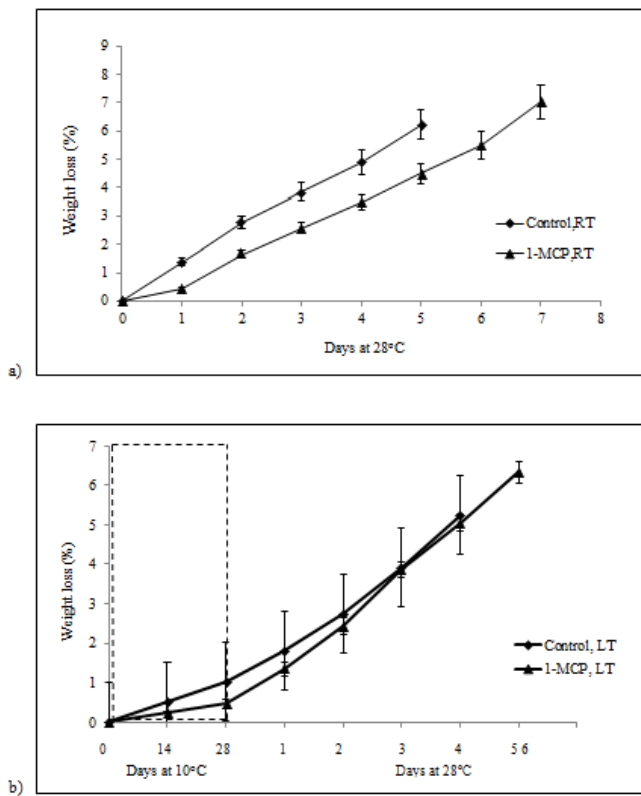 9
8
7
6
5
4
3
2
1
0
Weight loss (%)
Control,RT
1-MCP,RT
0 1 2 3 4 5 6 7 8
Days at 28°C
a)
7
6
5
4
3
2
1
0
Weight loss (%)
Control, LT
1-MCP, LT
0 14 28 1 2 3 4 5 6
Days at 10°C Days at 28°C
b)